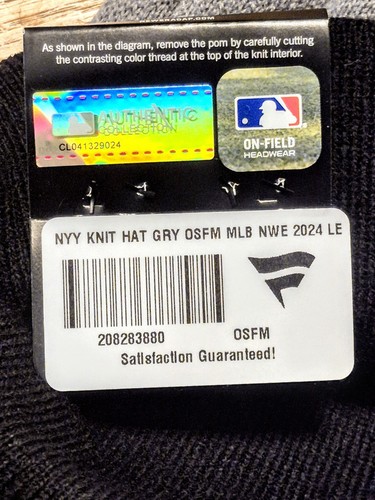 As shown in the diagram, remove the pom by carefully cutting
the contrasting color thread at the top of the knit interior.
AUTHENTIC
COLLECTION
CL041329024
ON-FIELD
HEADWEAR
NYY KNIT HAT GRY OSFM MLB NWE 2024 LE
208283880
OSFM
Satisfaction Guaranteed!